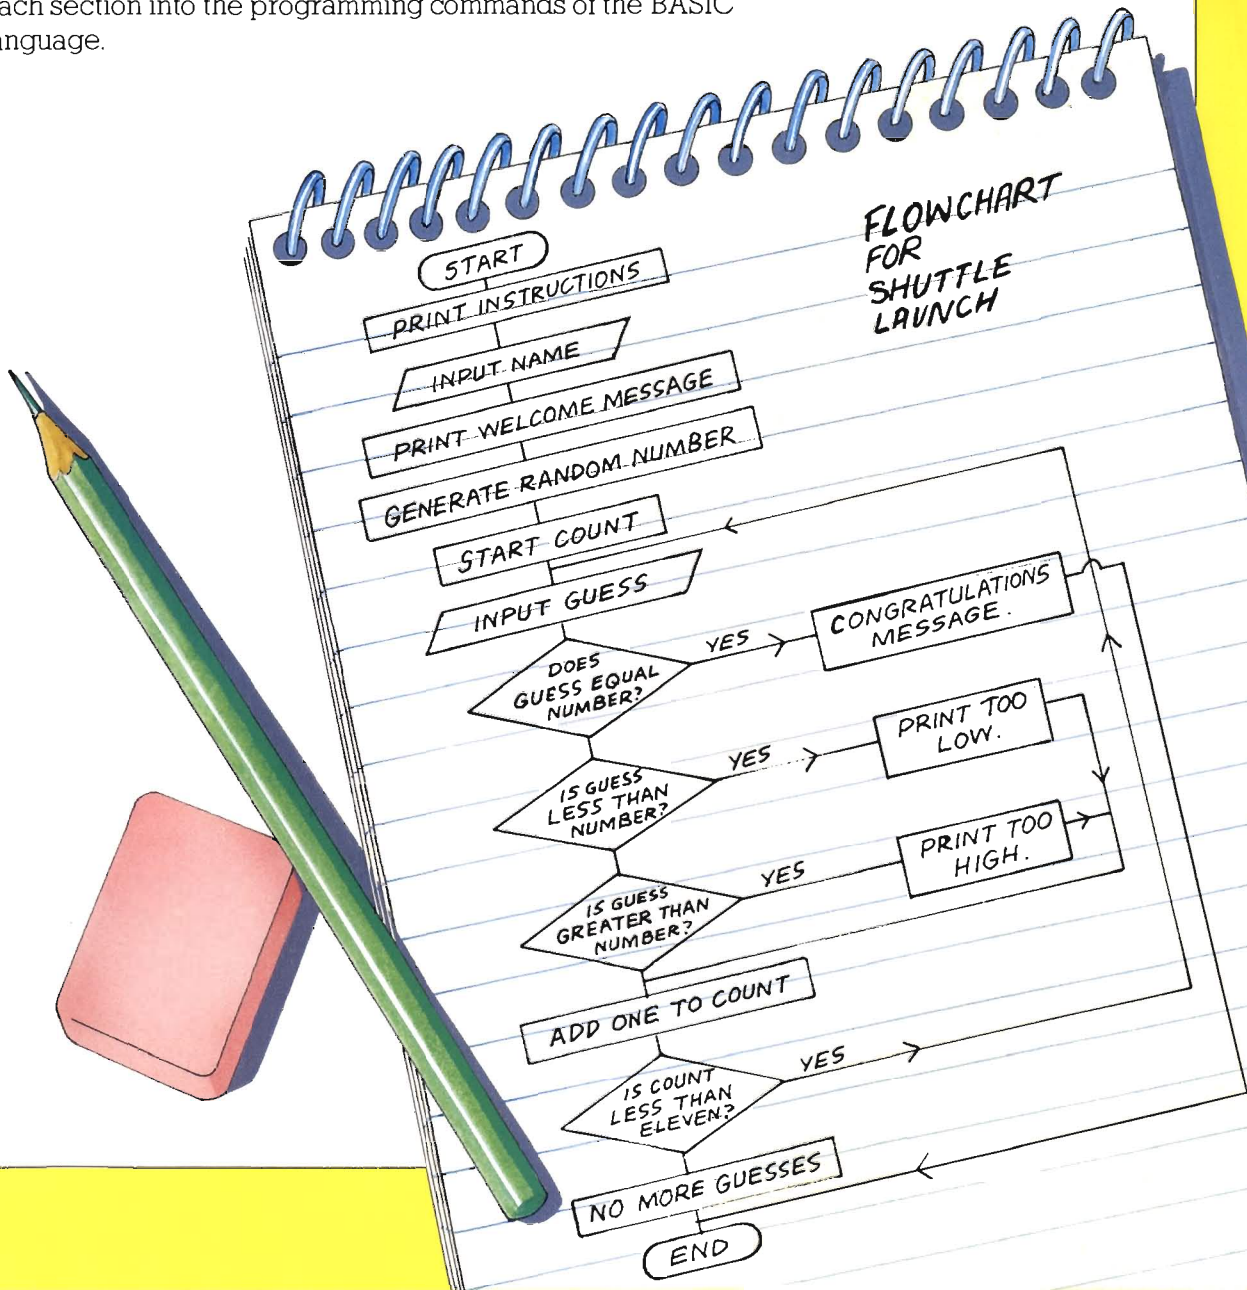 ach section into the programming commands of the BASIC
anguage.
FLOWCHART
FOR
SHUTTLE
LAUNCH
START
PRINT INSTRUCTIONS
INPUT NAME
PRINT WELCOME MESSAGE
GENERATE RANDOM NUMBER
START COUNT
INPUT GUESS
DOES
GUESS EQUAL
NUMBER?
YES
CONGRATULATIONS
MESSAGE.
IS GUESS
LESS THAN
NUMBER?
YES
PRINT TOO
LOW.
IS GUESS
GREATER THAN
NUMBER?
YES
PRINT TOO
HIGH.
ADD ONE TO COUNT
IS COUNT
LESS THAN
ELEVEN?
YES
NO MORE GUESSES
END